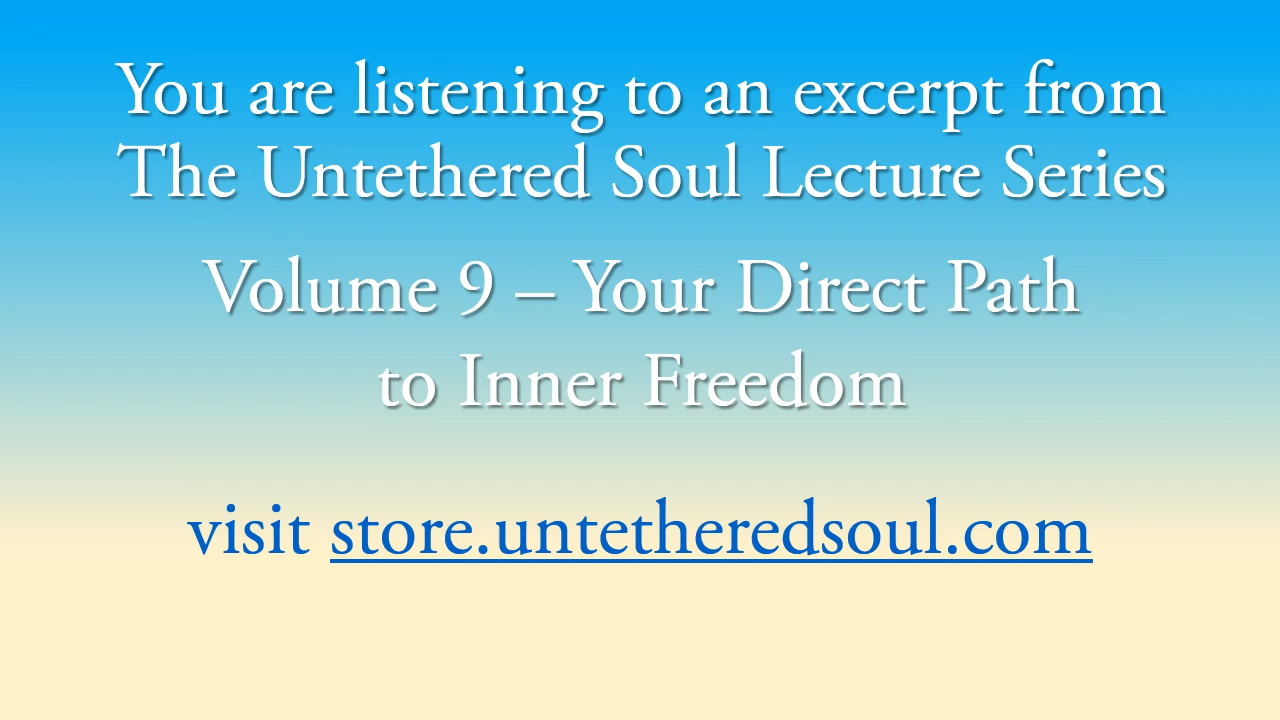 You are listening to an excerpt from
The Untethered Soul Lecture Series
Volume 9 – Your Direct Path
to Inner Freedom
visit store.untetheredsoul.com